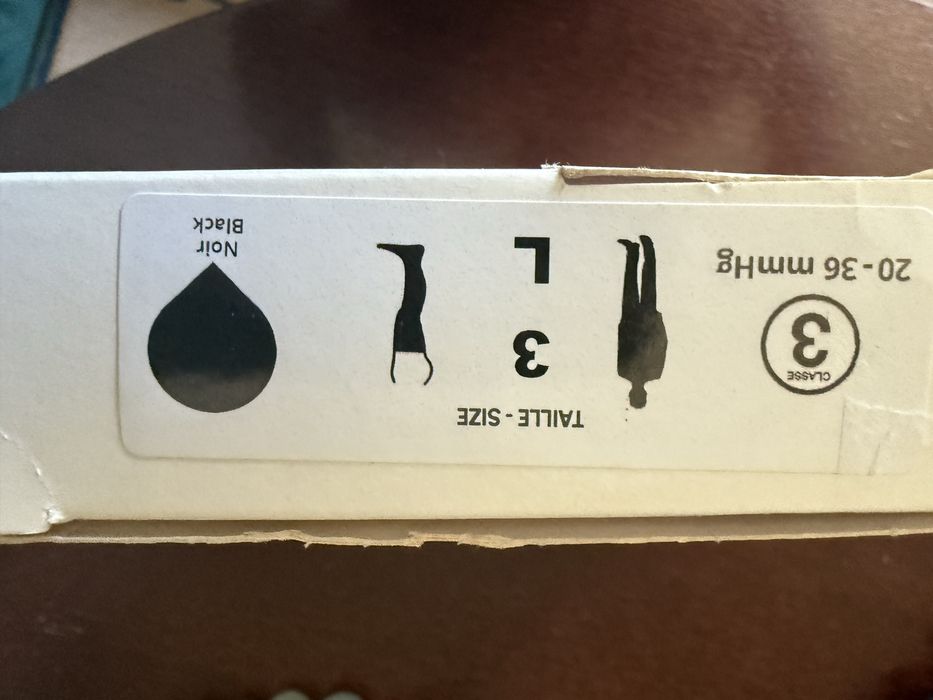 CLASSE
3
20-36 mmHg
TAILLE - SIZE
3
L
Noir
Black